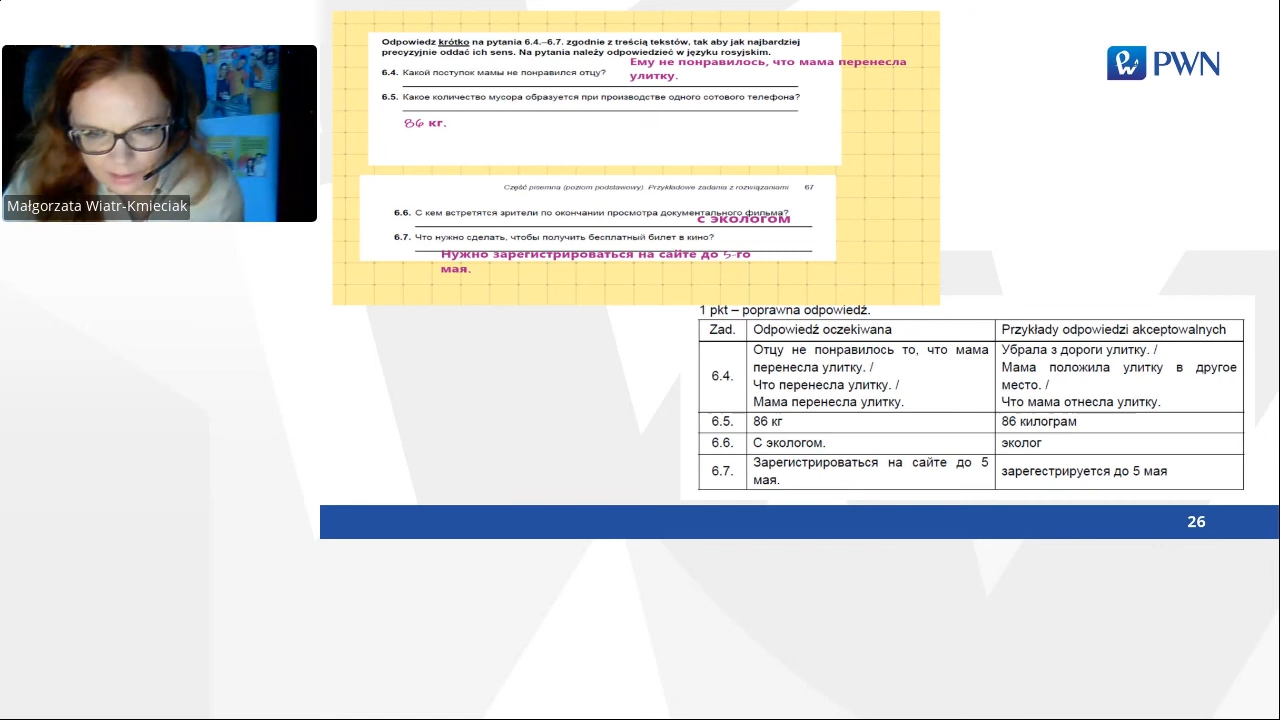 Odpowiedz krótko na pytania 6.4.–6.7. zgodnie z treścią tekstów, tak aby jak najbardziej
precyzyjnie oddać ich sens. Na pytania należy odpowiedzieć w języku rosyjskim.
Ему не понравилось, что мама перенесла
улитку.
6.4. Какой поступок мамы не понравился отцу?
6.5. Какое количество мусора образуется при производстве одного сотового телефона?
86 кг.
Część pisemna (poziom podstawowy). Przykładowe zadania z rozwiązaniami 67
6.6. С кем встретятся зрители по окончании просмотра документального фильма?
с экологом
6.7. Что нужно сделать, чтобы получить бесплатный билет в кино?
Нужно зарегистрироваться на сайте до 5-го
мая.
PWN
Małgorzata Wiatr-Kmieciak
1 pkt – poprawna odpowiedź.
Zad. Odpowiedź oczekiwana Przykłady odpowiedzi akceptowalnych
6.4.
Отцу не понравилось то, что мама
перенесла улитку. /
Что перенесла улитку. /
Мама перенесла улитку.
Убрала з дороги улитку. /
Мама положила улитку в другое
место. /
Что мама отнесла улитку.
6.5. 86 кг 86 килограм
6.6. С экологом. эколог
6.7.
Зарегистрироваться на сайте до 5
мая.
зарегестрируется до 5 мая
26